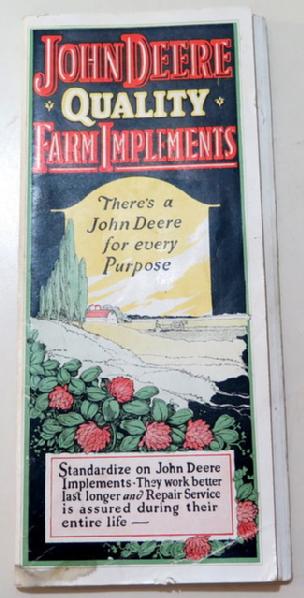 JOHN DEERE
QUALITY
FARM IMPLEMENTS
There's a
John Deere
for every
Purpose
Standardize on John Deere
Implements - They work better
last longer and Repair Service
is assured during their
entire life —